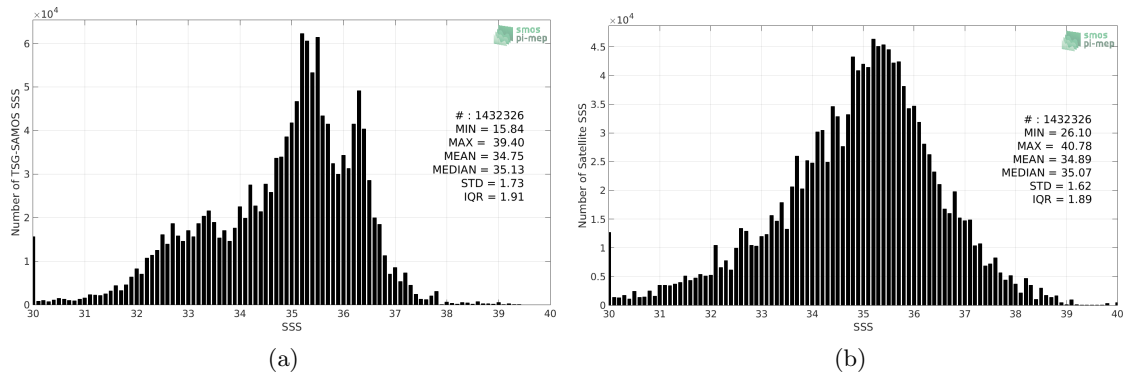 ×10⁴
6
5
4
3
2
1
0
Number of TSG-SAMOS SSS
30 31 32 33 34 35 36 37 38 39 40
SSS
smos
pi-mep
# : 1432326
MIN = 15.84
MAX = 39.40
MEAN = 34.75
MEDIAN = 35.13
STD = 1.73
IQR = 1.91
(a)
×10⁴
4.5
4
3.5
3
2.5
2
1.5
1
0.5
0
Number of Satellite SSS
30 31 32 33 34 35 36 37 38 39 40
SSS
smos
pi-mep
# : 1432326
MIN = 26.10
MAX = 40.78
MEAN = 34.89
MEDIAN = 35.07
STD = 1.62
IQR = 1.89
(b)